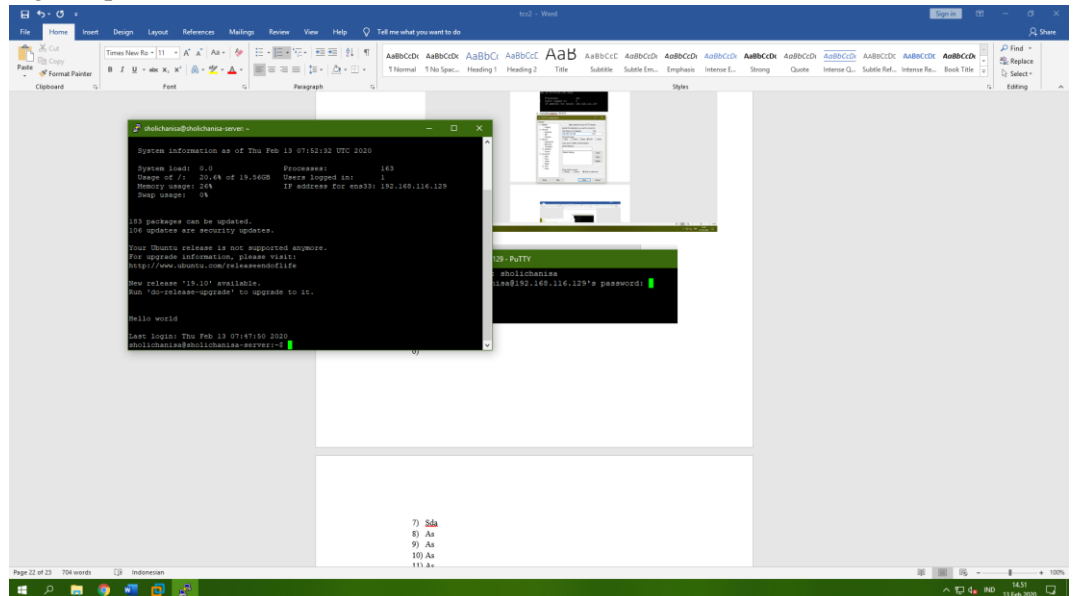 tcc2 - Word
Sign in
File Home Insert Design Layout References Mailings Review View Help Tell me what you want to do
Share
Paste
Cut
Copy
Format Painter
Clipboard
Times New Ro 11
Font
Paragraph
AaBbCcDc AaBbCcDc AaBbCc AaBbCcC AaB AaBbCcC AaBbCcDc AaBbCcDc AaBbCcDc AaBbCcDc AaBbCcDc AaBbCcDc AaBbCcDc AaBbCcDc AaBbCcDc
¶ Normal ¶ No Spac... Heading 1 Heading 2 Title Subtitle Subtle Em... Emphasis Intense E... Strong Quote Intense Q... Subtle Ref... Intense Re... Book Title
Styles
Find
Replace
Select
Editing
sholichanisa@sholichanisa-server: ~
System information as of Thu Feb 13 07:52:32 UTC 2020
System load: 0.0 Processes: 163
Usage of /: 20.6% of 19.56GB Users logged in: 1
Memory usage: 26% IP address for ens33: 192.168.116.129
Swap usage: 0%
183 packages can be updated.
106 updates are security updates.
Your Ubuntu release is not supported anymore.
For upgrade information, please visit:
http://www.ubuntu.com/releaseendoflife
New release '19.10' available.
Run 'do-release-upgrade' to upgrade to it.
Hello world
Last login: Thu Feb 13 07:47:50 2020
sholichanisa@sholichanisa-server:~$
129 - PuTTY
: sholichanisa
nisa@192.168.116.129's password:
6)
7) Sda
8) As
9) As
10) As
11) As
Page 22 of 23 704 words Indonesian
100%
IND
14.51
13 Feb 2020